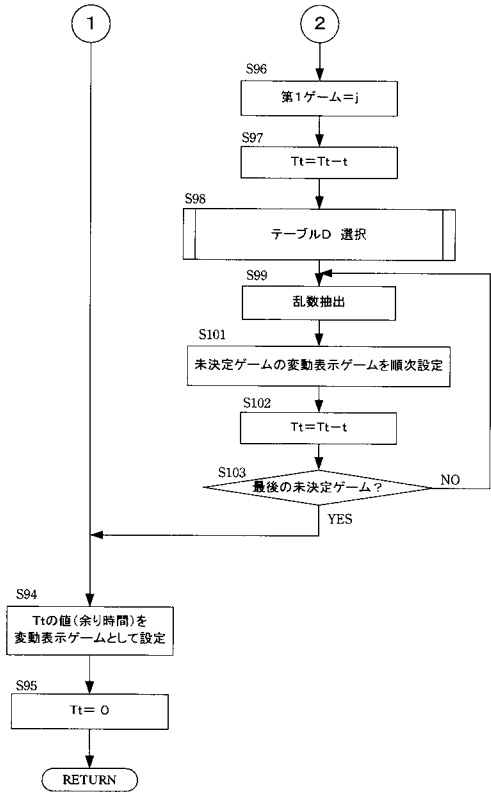 1
2
S96
第1ゲーム=j
S97
Tt=Tt−t
S98
テーブルD 選択
S99
乱数抽出
S101
未決定ゲームの変動表示ゲームを順次設定
S102
Tt=Tt−t
S103
最後の未決定ゲーム?
NO
YES
S94
Ttの値(余り時間)を
変動表示ゲームとして設定
S95
Tt= 0
RETURN